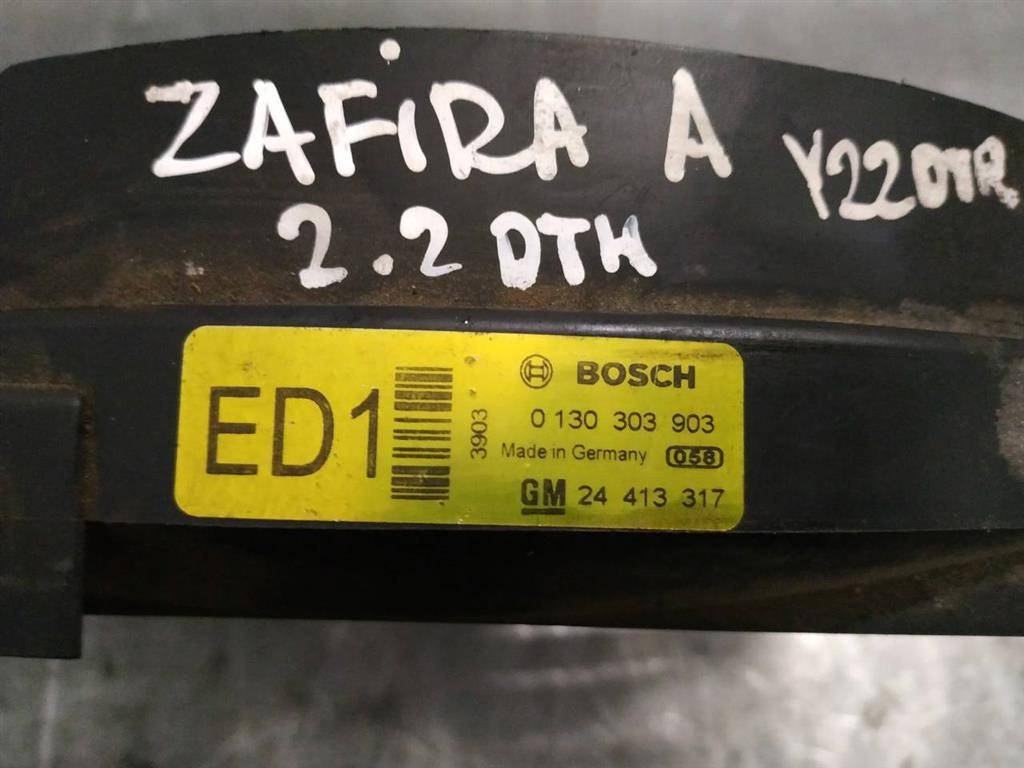 ZAFiRA A
Y22DTR
2.2 DTH
ED1
3903
BOSCH
0 130 303 903
Made in Germany 058
GM 24 413 317